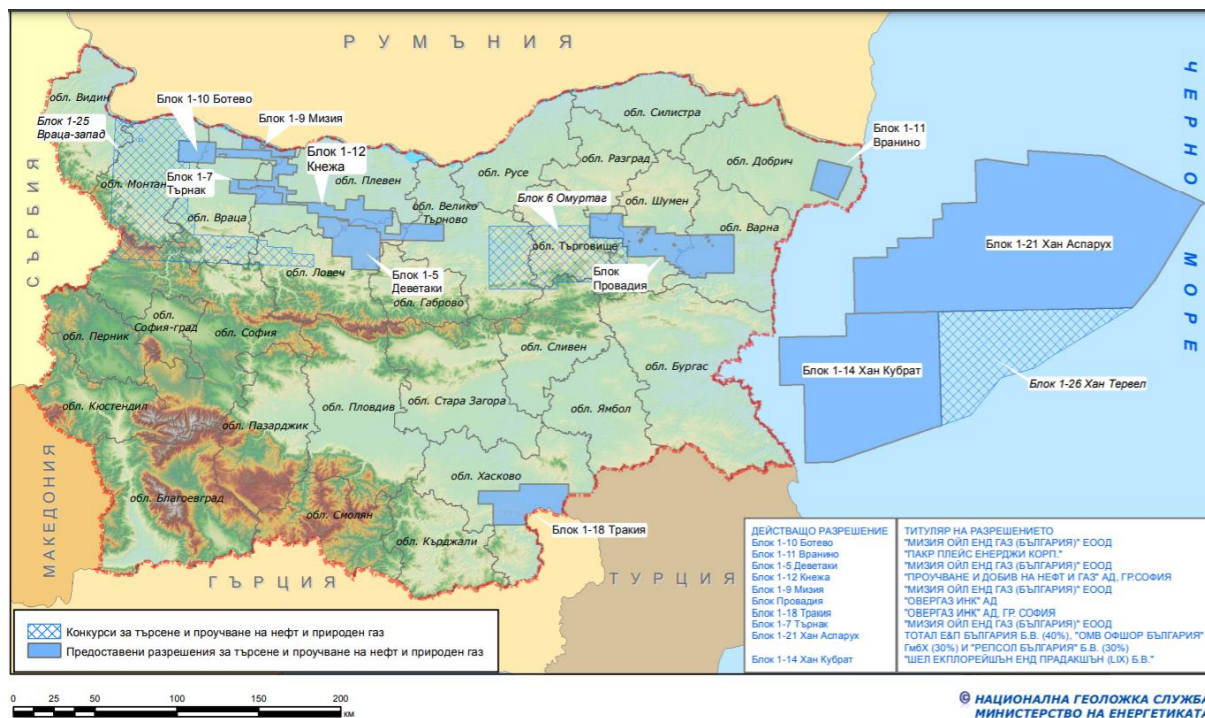 РУМЪНИЯ
ЧЕРНО МОРЕ
СЪРБИЯ
МАКЕДОНИЯ
ГЪРЦИЯ
ТУРЦИЯ
обл. Видин
Блок 1-10 Ботево
Блок 1-25
Враца-запад
Блок 1-9 Мизия
Блок 1-12
Кнежа
Блок 1-7
Търнак
обл. Монтана
обл. Враца
обл. Плевен
обл. Велико
Търново
обл. Русе
обл. Силистра
обл. Разград
обл. Добрич
Блок 1-11
Вранино
обл. Шумен
обл. Варна
Блок 6 Омуртаг
обл. Търговище
Блок
Провадия
обл. Ловеч
Блок 1-5
Деветаки
обл. Габрово
Блок 1-21 Хан Аспарух
Блок 1-14 Хан Кубрат
Блок 1-26 Хан Тервел
обл. Перник
обл.
София-град
обл. София
обл. Сливен
обл. Бургас
обл. Кюстендил
обл. Пазарджик
обл. Пловдив
обл. Стара Загора
обл. Ямбол
обл. Хасково
обл. Благоевград
обл. Смолян
обл. Кърджали
Блок 1-18 Тракия
Конкурси за търсене и проучване на нефт и природен газ
Предоставени разрешения за търсене и проучване на нефт и природен газ
ДЕЙСТВАЩО РАЗРЕШЕНИЕ ТИТУЛЯР НА РАЗРЕШЕНИЕТО
Блок 1-10 Ботево "МИЗИЯ ОЙЛ ЕНД ГАЗ (БЪЛГАРИЯ)" ЕООД
Блок 1-11 Вранино "ПАКР ПЛЕЙС ЕНЕРДЖИ КОРП."
Блок 1-5 Деветаки "МИЗИЯ ОЙЛ ЕНД ГАЗ (БЪЛГАРИЯ)" ЕООД
Блок 1-12 Кнежа "ПРОУЧВАНЕ И ДОБИВ НА НЕФТ И ГАЗ" АД, ГР.СОФИЯ
Блок 1-9 Мизия "МИЗИЯ ОЙЛ ЕНД ГАЗ (БЪЛГАРИЯ)" ЕООД
Блок Провадия "ОВЕРГАЗ ИНК" АД
Блок 1-18 Тракия "ОВЕРГАЗ ИНК" АД, ГР. СОФИЯ
Блок 1-7 Търнак "МИЗИЯ ОЙЛ ЕНД ГАЗ (БЪЛГАРИЯ)" ЕООД
Блок 1-21 Хан Аспарух ТОТАЛ Е&П БЪЛГАРИЯ Б.В. (40%), "ОМВ ОФШОР БЪЛГАРИЯ"
ГмбХ (30%) И "РЕПСОЛ БЪЛГАРИЯ" Б.В. (30%)
Блок 1-14 Хан Кубрат "ШЕЛ ЕКПЛОРЕЙШЪН ЕНД ПРАДАКШЪН (LIX) Б.В."
0 25 50 100 150 200
км
© НАЦИОНАЛНА ГЕОЛОЖКА СЛУЖБА
МИНИСТЕРСТВО НА ЕНЕРГЕТИКАТА